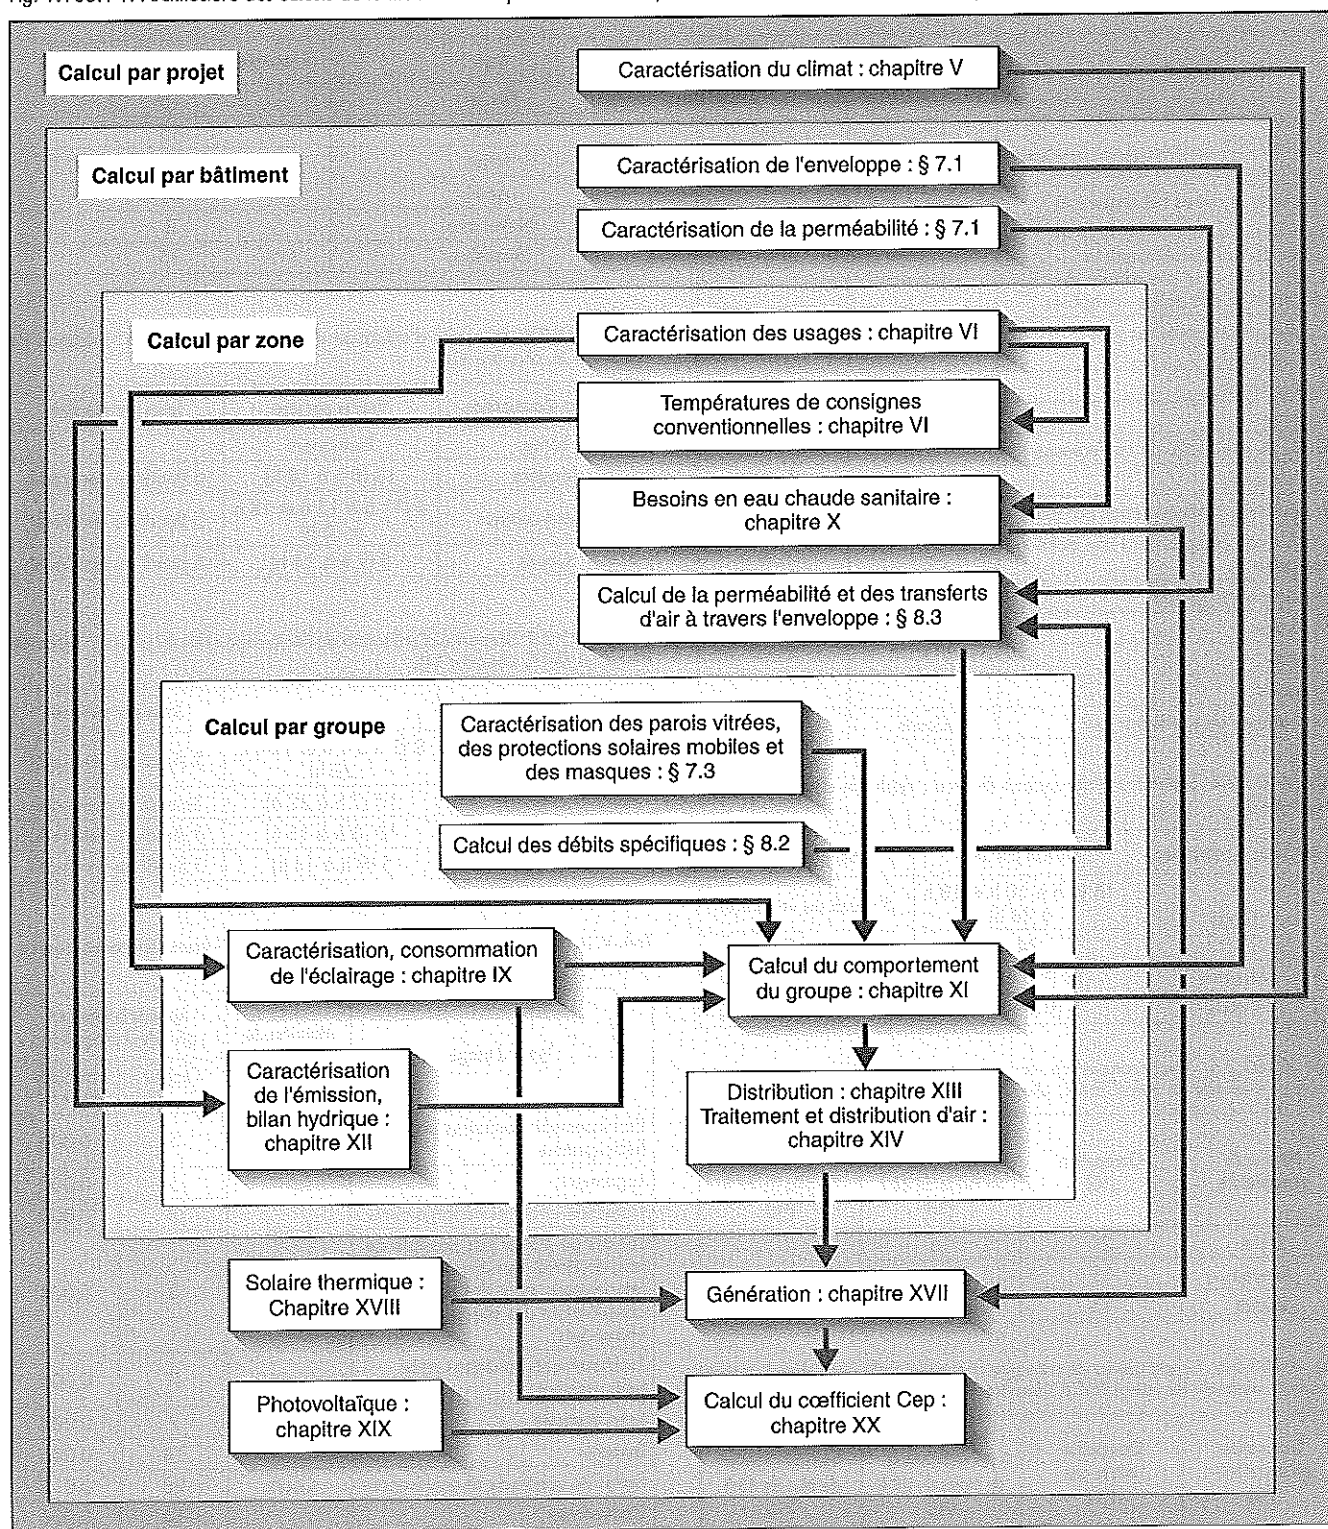 Calcul par projet
Caractérisation du climat : chapitre V
Calcul par bâtiment
Caractérisation de l'enveloppe : § 7.1
Caractérisation de la perméabilité : § 7.1
Calcul par zone
Caractérisation des usages : chapitre VI
Températures de consignes
conventionnelles : chapitre VI
Besoins en eau chaude sanitaire :
chapitre X
Calcul de la perméabilité et des transferts
d'air à travers l'enveloppe : § 8.3
Calcul par groupe
Caractérisation des parois vitrées,
des protections solaires mobiles et
des masques : § 7.3
Calcul des débits spécifiques : § 8.2
Caractérisation, consommation
de l'éclairage : chapitre IX
Calcul du comportement
du groupe : chapitre XI
Caractérisation
de l'émission,
bilan hydrique :
chapitre XII
Distribution : chapitre XIII
Traitement et distribution d'air :
chapitre XIV
Solaire thermique :
Chapitre XVIII
Génération : chapitre XVII
Photovoltaïque :
chapitre XIX
Calcul du cœfficient Cep :
chapitre XX